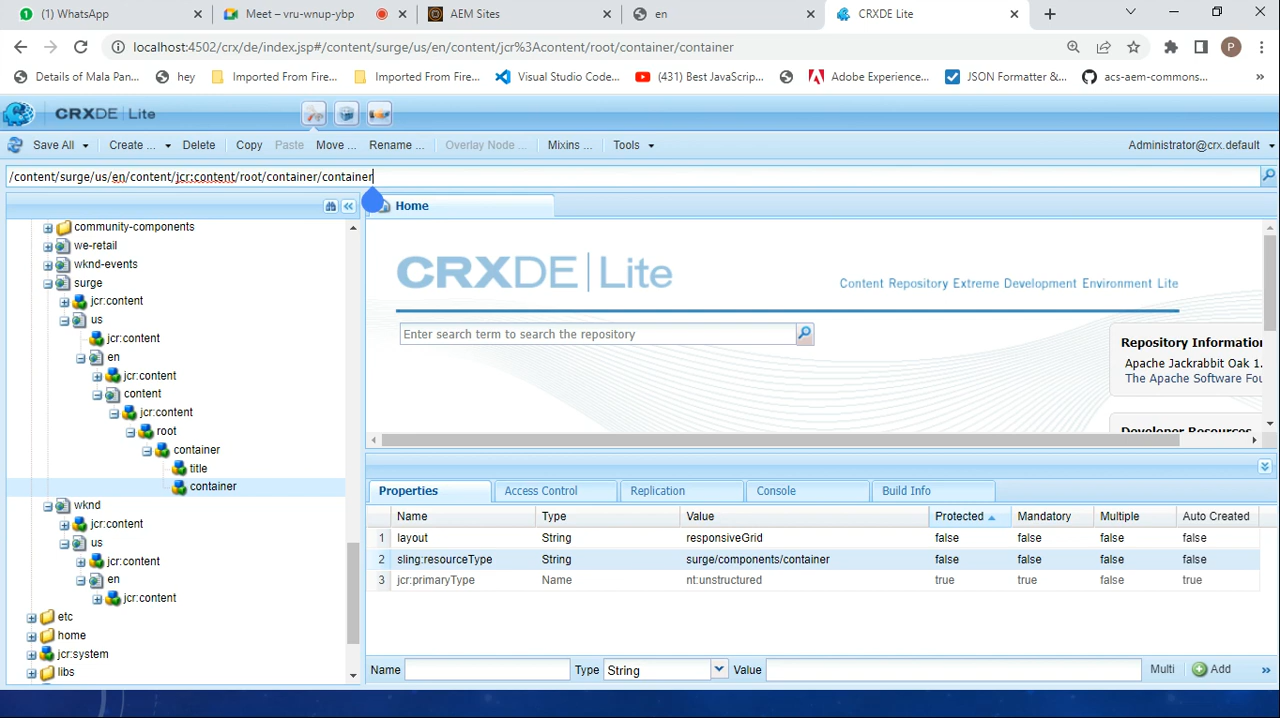 (1) WhatsApp
Meet – vru-wnup-ybp
AEM Sites
en
CRXDE Lite
localhost:4502/crx/de/index.jsp#/content/surge/us/en/content/jcr%3Acontent/root/container/container
P
Details of Mala Pan...
hey
Imported From Fire...
Imported From Fire...
Visual Studio Code...
(431) Best JavaScrip...
Adobe Experience...
JSON Formatter &...
acs-aem-commons...
»
CRXDE | Lite
Save All
Create ...
Delete
Copy
Paste
Move ...
Rename ...
Overlay Node ...
Mixins ...
Tools
Administrator@crx.default
/content/surge/us/en/content/jcr:content/root/container/container
Home
community-components
we-retail
wknd-events
surge
jcr:content
us
jcr:content
en
jcr:content
content
jcr:content
root
container
title
container
wknd
jcr:content
us
jcr:content
en
jcr:content
etc
home
jcr:system
libs
CRXDE | Lite
Content Repository Extreme Development Environment Lite
Enter search term to search the repository
Repository Information
Apache Jackrabbit Oak 1.
The Apache Software Fou
Developer Resources
Properties
Access Control
Replication
Console
Build Info
Name Type Value Protected Mandatory Multiple Auto Created
1 layout String responsiveGrid false false false false
2 sling:resourceType String surge/components/container false false false false
3 jcr:primaryType Name nt:unstructured true true false true
Name Type String Value Multi Add »